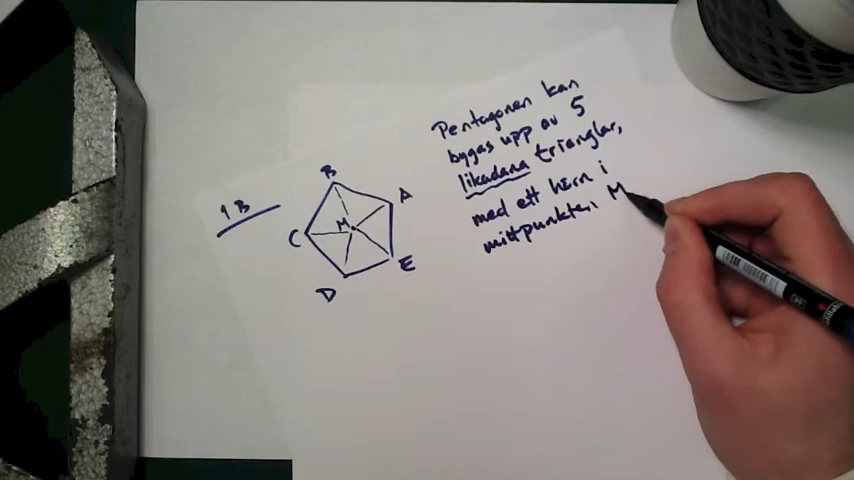 1B
B
A
M
C
E
D
Pentagonen kan
byggas upp av 5
likadana trianglar,
med ett hörn i
mittpunkten M